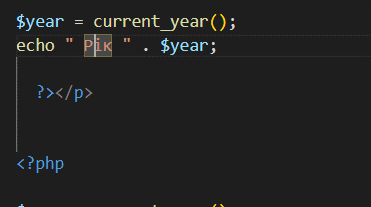 $year = current_year();
echo " Рік " . $year;
?></p>
<?php